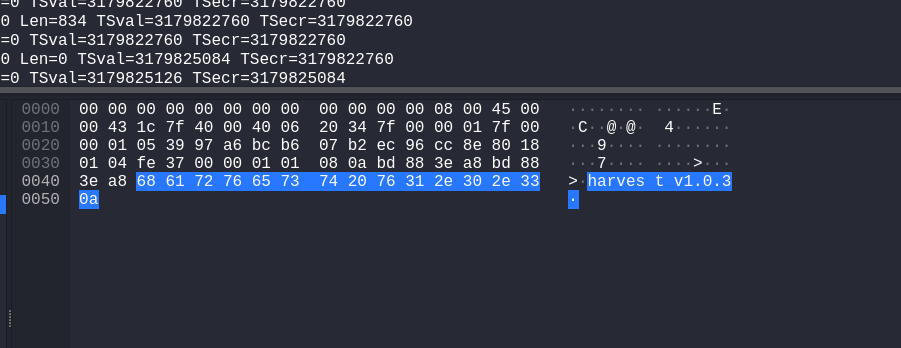 =0 TSval=3179822760 TSecr=3179822760
0 Len=834 TSval=3179822760 TSecr=3179822760
=0 TSval=3179822760 TSecr=3179822760
0 Len=0 TSval=3179825084 TSecr=3179822760
=0 TSval=3179825126 TSecr=3179825084
0000 00 00 00 00 00 00 00 00 00 00 00 00 08 00 45 00 ········ ······E·
0010 00 43 1c 7f 40 00 40 06 20 34 7f 00 00 01 7f 00 ·C··@·@· 4······
0020 00 01 05 39 97 a6 bc b6 07 b2 ec 96 cc 8e 80 18 ···9···· ········
0030 01 04 fe 37 00 00 01 01 08 0a bd 88 3e a8 bd 88 ···7···· ····>···
0040 3e a8 68 61 72 76 65 73 74 20 76 31 2e 30 2e 33 >·harves t v1.0.3
0050 0a ·